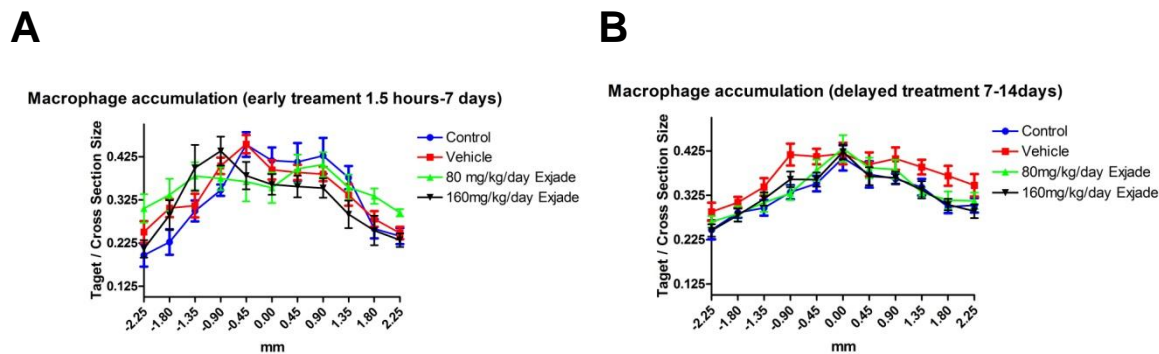 A
Macrophage accumulation (early treament 1.5 hours-7 days)
Taget / Cross Section Size
0.425
0.325
0.225
0.125
-2.25
-1.80
-1.35
-0.90
-0.45
0.00
0.45
0.90
1.35
1.80
2.25
mm
Control
Vehicle
80 mg/kg/day Exjade
160mg/kg/day Exjade
B
Macrophage accumulation (delayed treatment 7-14days)
Taget / Cross Section Size
0.425
0.325
0.225
0.125
-2.25
-1.80
-1.35
-0.90
-0.45
0.00
0.45
0.90
1.35
1.80
2.25
mm
Control
Vehicle
80mg/kg/day Exjade
160mg/kg/day Exjade